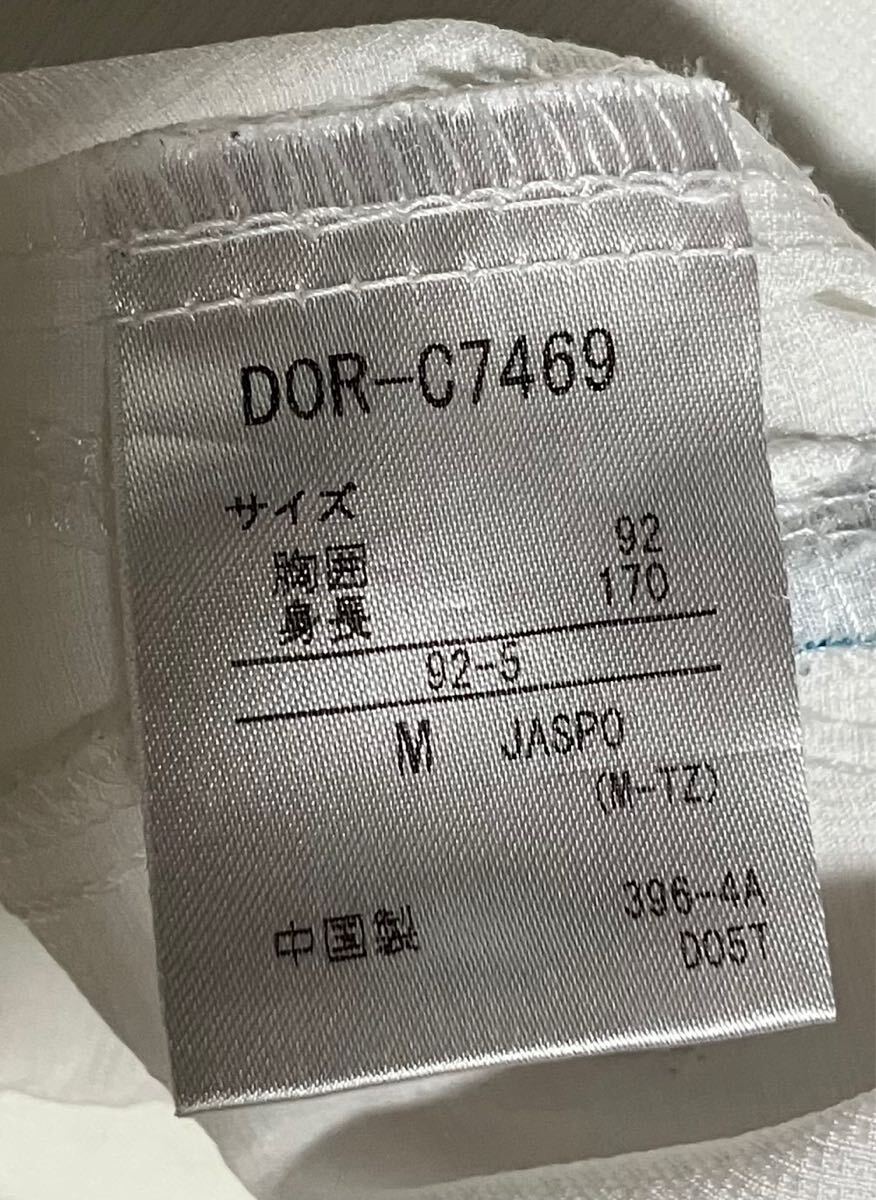 DOR-C7469
サイズ
胸囲 92
身長 170
92-5
M JASPO
(M-TZ)
396-4A
中国製
D05T